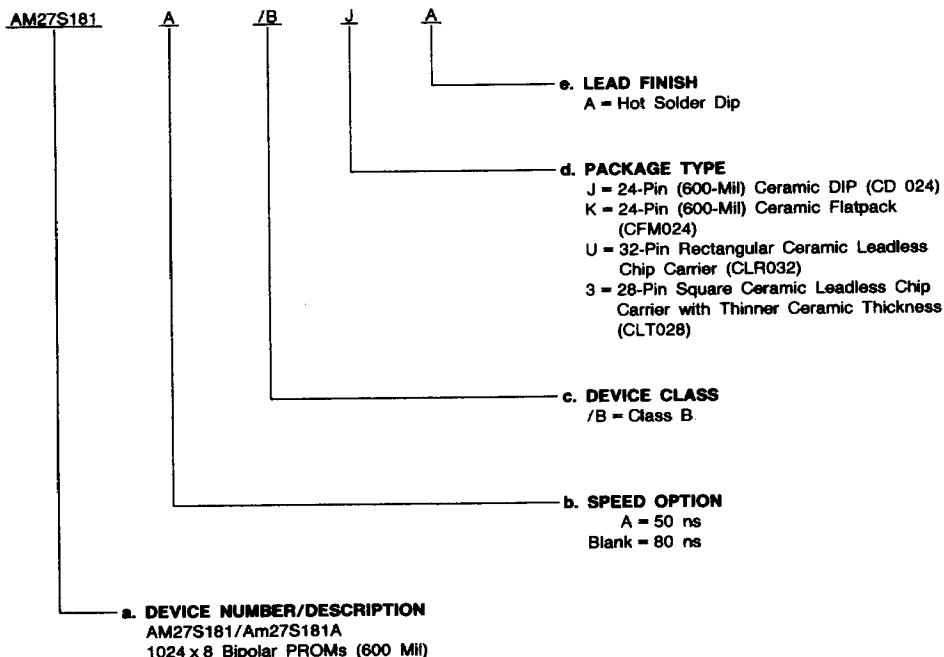 AM27S181 A /B J A
e. LEAD FINISH
A = Hot Solder Dip
d. PACKAGE TYPE
J = 24-Pin (600-Mil) Ceramic DIP (CD 024)
K = 24-Pin (600-Mil) Ceramic Flatpack
(CFM024)
U = 32-Pin Rectangular Ceramic Leadless
Chip Carrier (CLR032)
3 = 28-Pin Square Ceramic Leadless Chip
Carrier with Thinner Ceramic Thickness
(CLT028)
c. DEVICE CLASS
/B = Class B
b. SPEED OPTION
A = 50 ns
Blank = 80 ns
a. DEVICE NUMBER/DESCRIPTION
AM27S181/Am27S181A
1024 x 8 Bipolar PROMs (600 Mil)